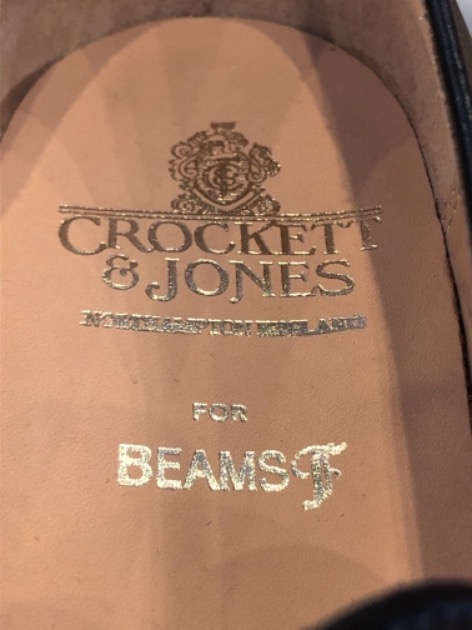 CROCKETT
& JONES
NORTHAMPTON ENGLAND
FOR
BEAMS F